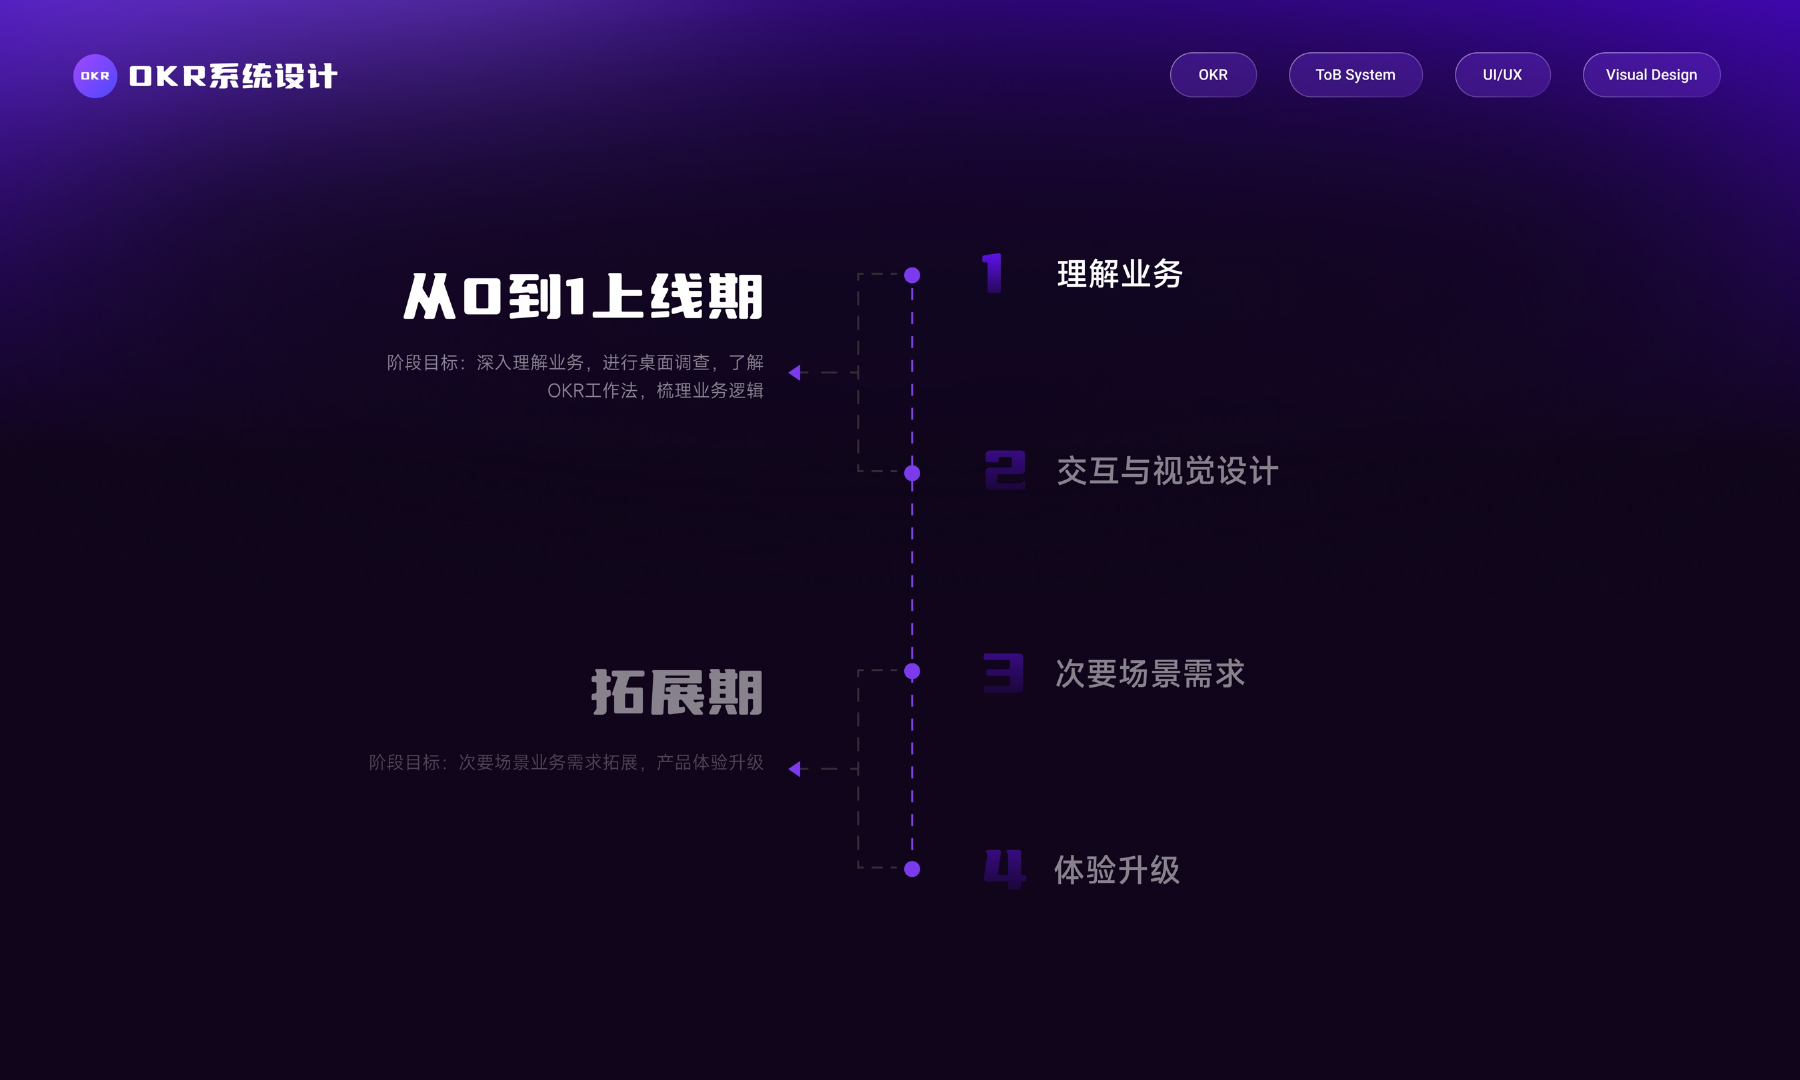 OKR
OKR系统设计
OKR
ToB System
UI/UX
Visual Design
从0到1上线期
阶段目标：深入理解业务，进行桌面调查，了解
OKR工作法，梳理业务逻辑
1
理解业务
2
交互与视觉设计
拓展期
阶段目标：次要场景业务需求拓展，产品体验升级
3
次要场景需求
4
体验升级